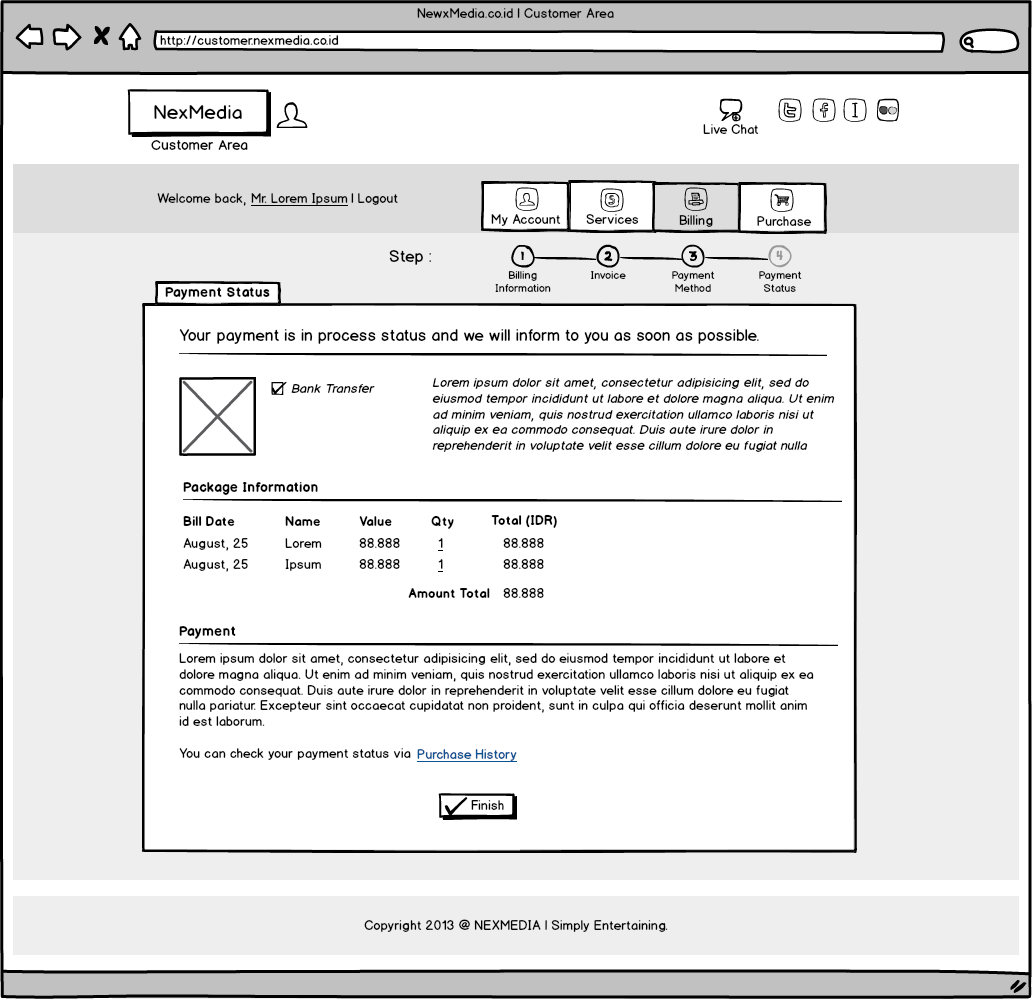 NewxMedia.co.id | Customer Area
http://customer.nexmedia.co.id
NexMedia
Customer Area
Live Chat
Welcome back, Mr. Lorem Ipsum | Logout
My Account
Services
Billing
Purchase
Step :
1
2
3
4
Billing
Information
Invoice
Payment
Method
Payment
Status
Payment Status
Your payment is in process status and we will inform to you as soon as possible.
Bank Transfer
Lorem ipsum dolor sit amet, consectetur adipisicing elit, sed do
eiusmod tempor incididunt ut labore et dolore magna aliqua. Ut enim
ad minim veniam, quis nostrud exercitation ullamco laboris nisi ut
aliquip ex ea commodo consequat. Duis aute irure dolor in
reprehenderit in voluptate velit esse cillum dolore eu fugiat nulla
Package Information
Bill Date Name Value Qty Total (IDR)
August, 25 Lorem 88.888 1 88.888
August, 25 Ipsum 88.888 1 88.888
Amount Total 88.888
Payment
Lorem ipsum dolor sit amet, consectetur adipisicing elit, sed do eiusmod tempor incididunt ut labore et
dolore magna aliqua. Ut enim ad minim veniam, quis nostrud exercitation ullamco laboris nisi ut aliquip ex ea
commodo consequat. Duis aute irure dolor in reprehenderit in voluptate velit esse cillum dolore eu fugiat
nulla pariatur. Excepteur sint occaecat cupidatat non proident, sunt in culpa qui officia deserunt mollit anim
id est laborum.
You can check your payment status via Purchase History
Finish
Copyright 2013 @ NEXMEDIA | Simply Entertaining.